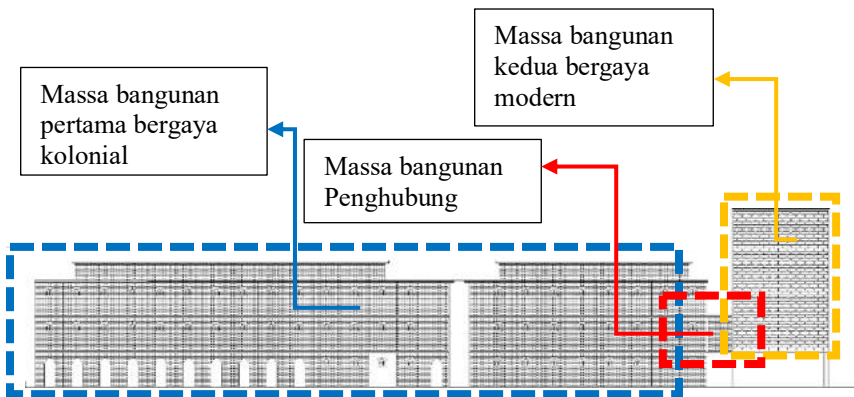 Massa bangunan
kedua bergaya
modern
Massa bangunan
pertama bergaya
kolonial
Massa bangunan
Penghubung